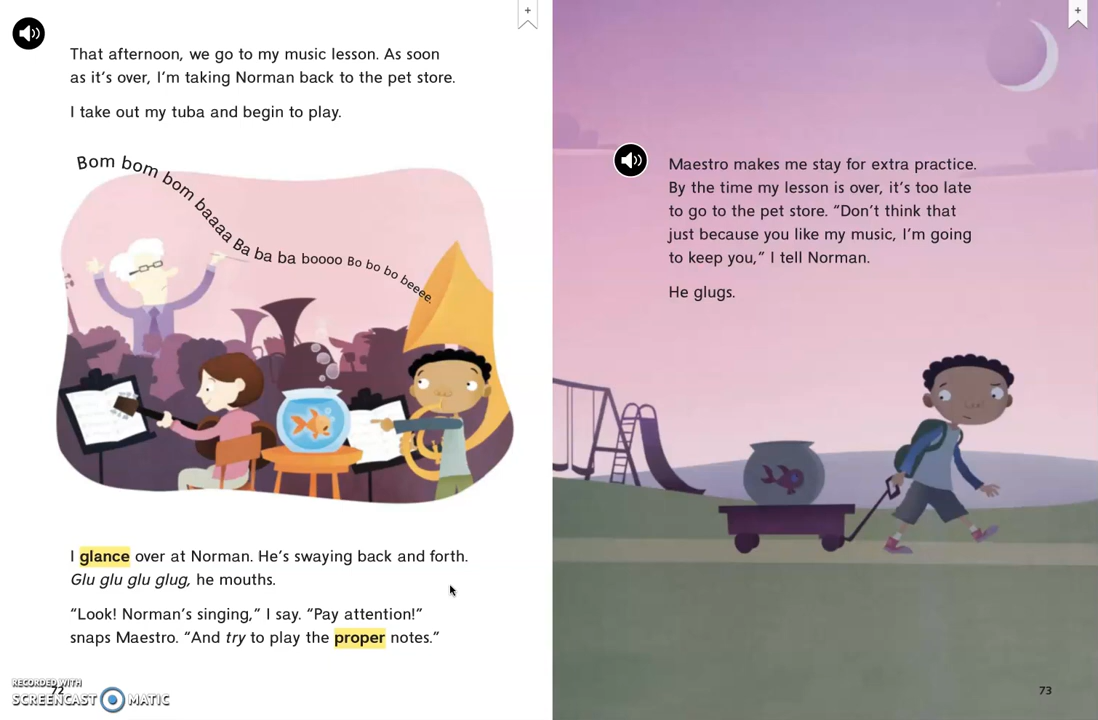 That afternoon, we go to my music lesson. As soon
as it's over, I'm taking Norman back to the pet store.
I take out my tuba and begin to play.
Bom bom bom baaaa Ba ba ba boooo Bo bo bo beeee.
I glance over at Norman. He's swaying back and forth.
Glu glu glu glug, he mouths.
"Look! Norman's singing," I say. "Pay attention!"
snaps Maestro. "And try to play the proper notes."
72
RECORDED WITH
SCREENCAST MATIC
+
Maestro makes me stay for extra practice.
By the time my lesson is over, it's too late
to go to the pet store. "Don't think that
just because you like my music, I'm going
to keep you," I tell Norman.
He glugs.
73
+